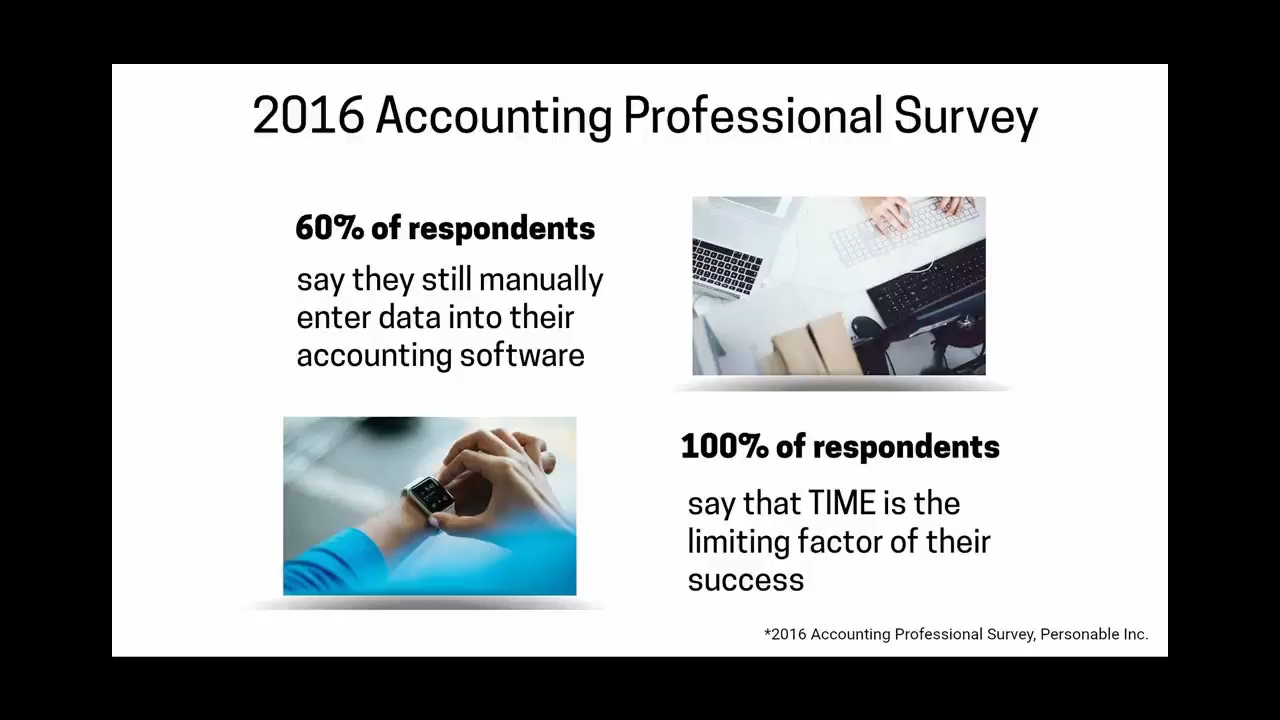 2016 Accounting Professional Survey
60% of respondents
say they still manually
enter data into their
accounting software
100% of respondents
say that TIME is the
limiting factor of their
success
*2016 Accounting Professional Survey, Personable Inc.